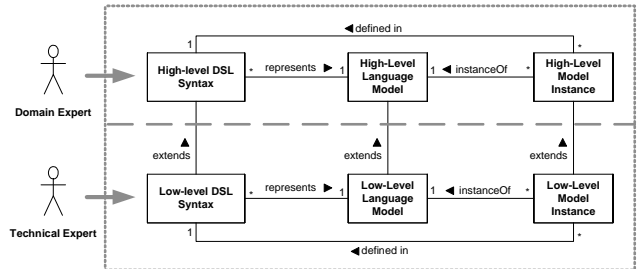 ◄ defined in
1
*
High-level DSL
Syntax
*
represents ►
1
High-Level
Language
Model
1
◄ instanceOf
*
High-Level
Model
Instance
Domain Expert
▲
extends
▲
extends
▲
extends
Low-level DSL
Syntax
*
represents ►
1
Low-Level
Language
Model
1
◄ instanceOf
*
Low-Level
Model
Instance
Technical Expert
1
*
◄ defined in